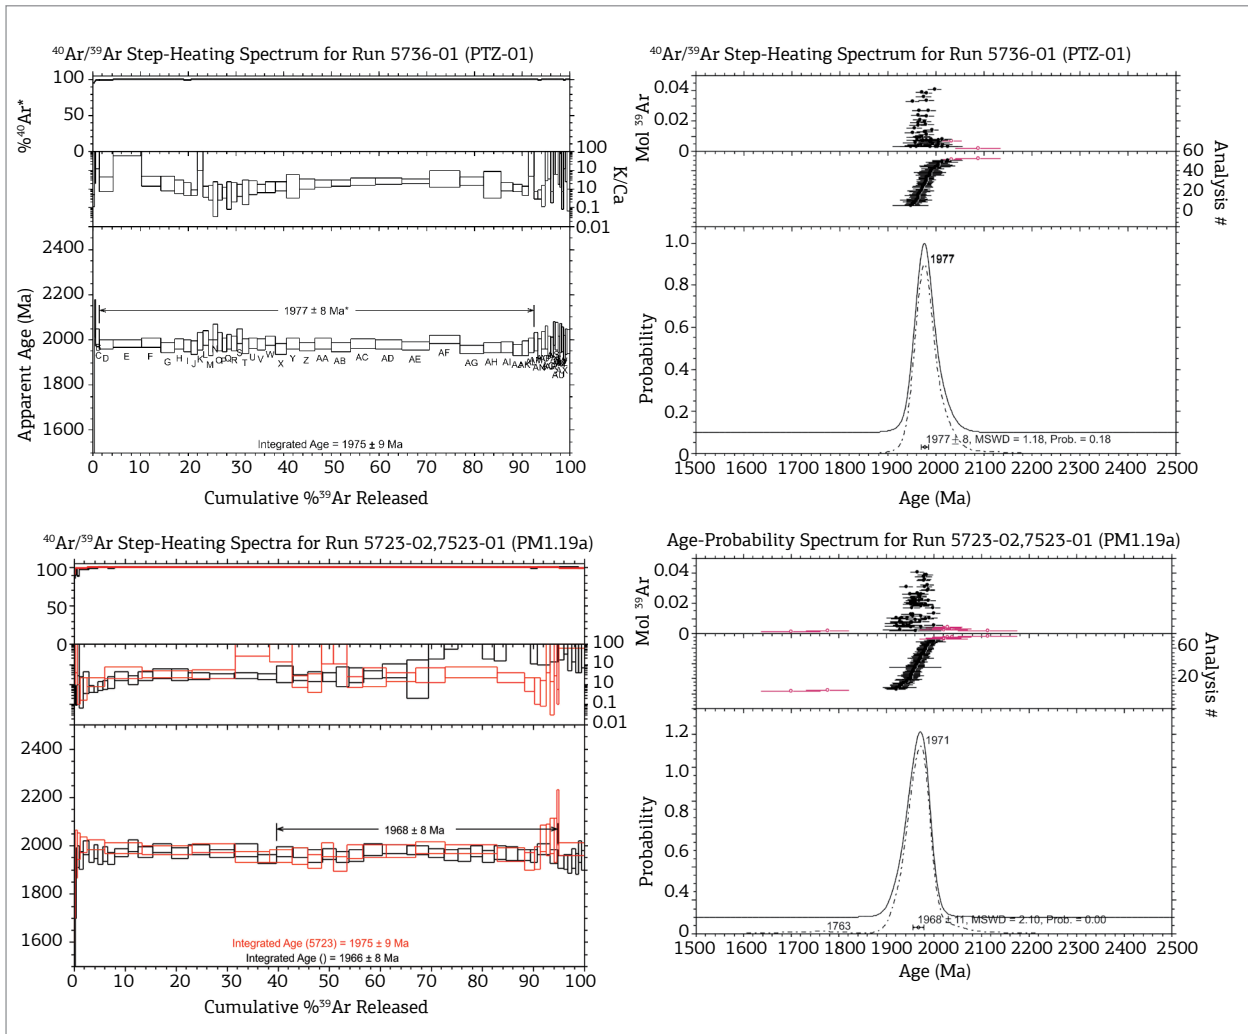 ⁴⁰Ar/³⁹Ar Step-Heating Spectrum for Run 5736-01 (PTZ-01)
%⁴⁰Ar*
100
50
0
K/Ca
100
10
1
0.1
0.01
Apparent Age (Ma)
2400
2200
2000
1800
1600
1977 ± 8 Ma*
C D E F G H I J K L M N O P Q R S T U V W X Y Z AA AB AC AD AE AF AG AH AI AJ AK
Integrated Age = 1975 ± 9 Ma
0 10 20 30 40 50 60 70 80 90 100
Cumulative %³⁹Ar Released
⁴⁰Ar/³⁹Ar Step-Heating Spectrum for Run 5736-01 (PTZ-01)
Mol ³⁹Ar
0.04
0.02
0
Analysis #
60
40
20
0
Probability
1.0
0.8
0.6
0.4
0.2
0
1977
1977 ± 8, MSWD = 1.18, Prob. = 0.18
1500 1600 1700 1800 1900 2000 2100 2200 2300 2400 2500
Age (Ma)
⁴⁰Ar/³⁹Ar Step-Heating Spectra for Run 5723-02,7523-01 (PM1.19a)
100
50
0
100
10
1
0.1
0.01
2400
2200
2000
1800
1600
1968 ± 8 Ma
Integrated Age (5723) = 1975 ± 9 Ma
Integrated Age () = 1966 ± 8 Ma
0 10 20 30 40 50 60 70 80 90 100
Cumulative %³⁹Ar Released
Age-Probability Spectrum for Run 5723-02,7523-01 (PM1.19a)
Mol ³⁹Ar
0.04
0.02
0
Analysis #
60
20
Probability
1.2
1.0
0.8
0.6
0.4
0
1971
1763
1968 ± 11, MSWD = 2.10, Prob. = 0.00
1500 1600 1700 1800 1900 2000 2100 2200 2300 2400 2500
Age (Ma)